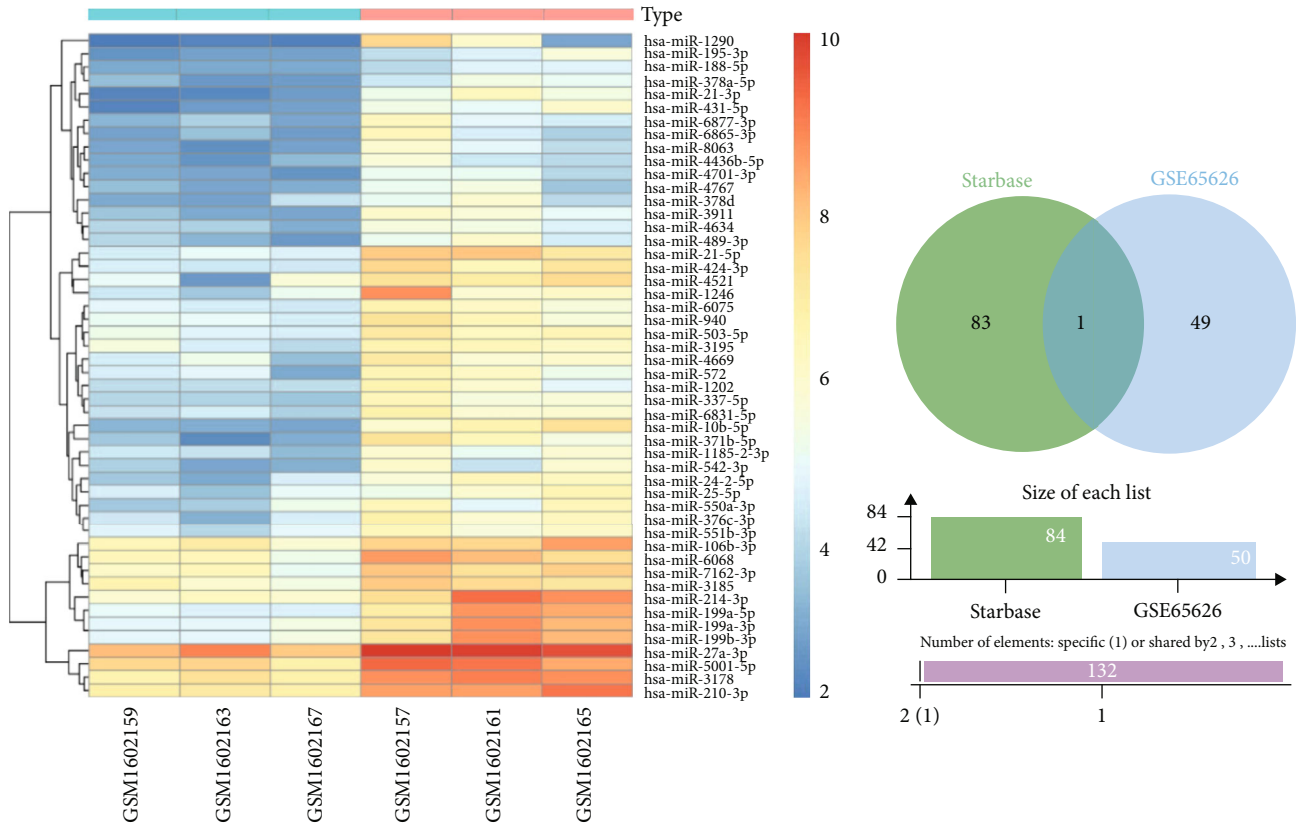 Type
hsa-miR-1290
hsa-miR-195-3p
hsa-miR-188-5p
hsa-miR-378a-5p
hsa-miR-21-3p
hsa-miR-431-5p
hsa-miR-6877-3p
hsa-miR-6865-3p
hsa-miR-8063
hsa-miR-4436b-5p
hsa-miR-4701-3p
hsa-miR-4767
hsa-miR-378d
hsa-miR-3911
hsa-miR-4634
hsa-miR-489-3p
hsa-miR-21-5p
hsa-miR-424-3p
hsa-miR-4521
hsa-miR-1246
hsa-miR-6075
hsa-miR-940
hsa-miR-503-5p
hsa-miR-3195
hsa-miR-4669
hsa-miR-572
hsa-miR-1202
hsa-miR-337-5p
hsa-miR-6831-5p
hsa-miR-10b-5p
hsa-miR-371b-5p
hsa-miR-1185-2-3p
hsa-miR-542-3p
hsa-miR-24-2-5p
hsa-miR-25-5p
hsa-miR-550a-3p
hsa-miR-376c-3p
hsa-miR-551b-3p
hsa-miR-106b-3p
hsa-miR-6068
hsa-miR-7162-3p
hsa-miR-3185
hsa-miR-214-3p
hsa-miR-199a-5p
hsa-miR-199a-3p
hsa-miR-199b-3p
hsa-miR-27a-3p
hsa-miR-5001-5p
hsa-miR-3178
hsa-miR-210-3p
GSM1602159
GSM1602163
GSM1602167
GSM1602157
GSM1602161
GSM1602165
10
8
6
4
2
Starbase
GSE65626
83
1
49
Size of each list
84
42
0
84
50
Starbase
GSE65626
Number of elements: specific (1) or shared by2 , 3 , ....lists
132
2 (1)
1